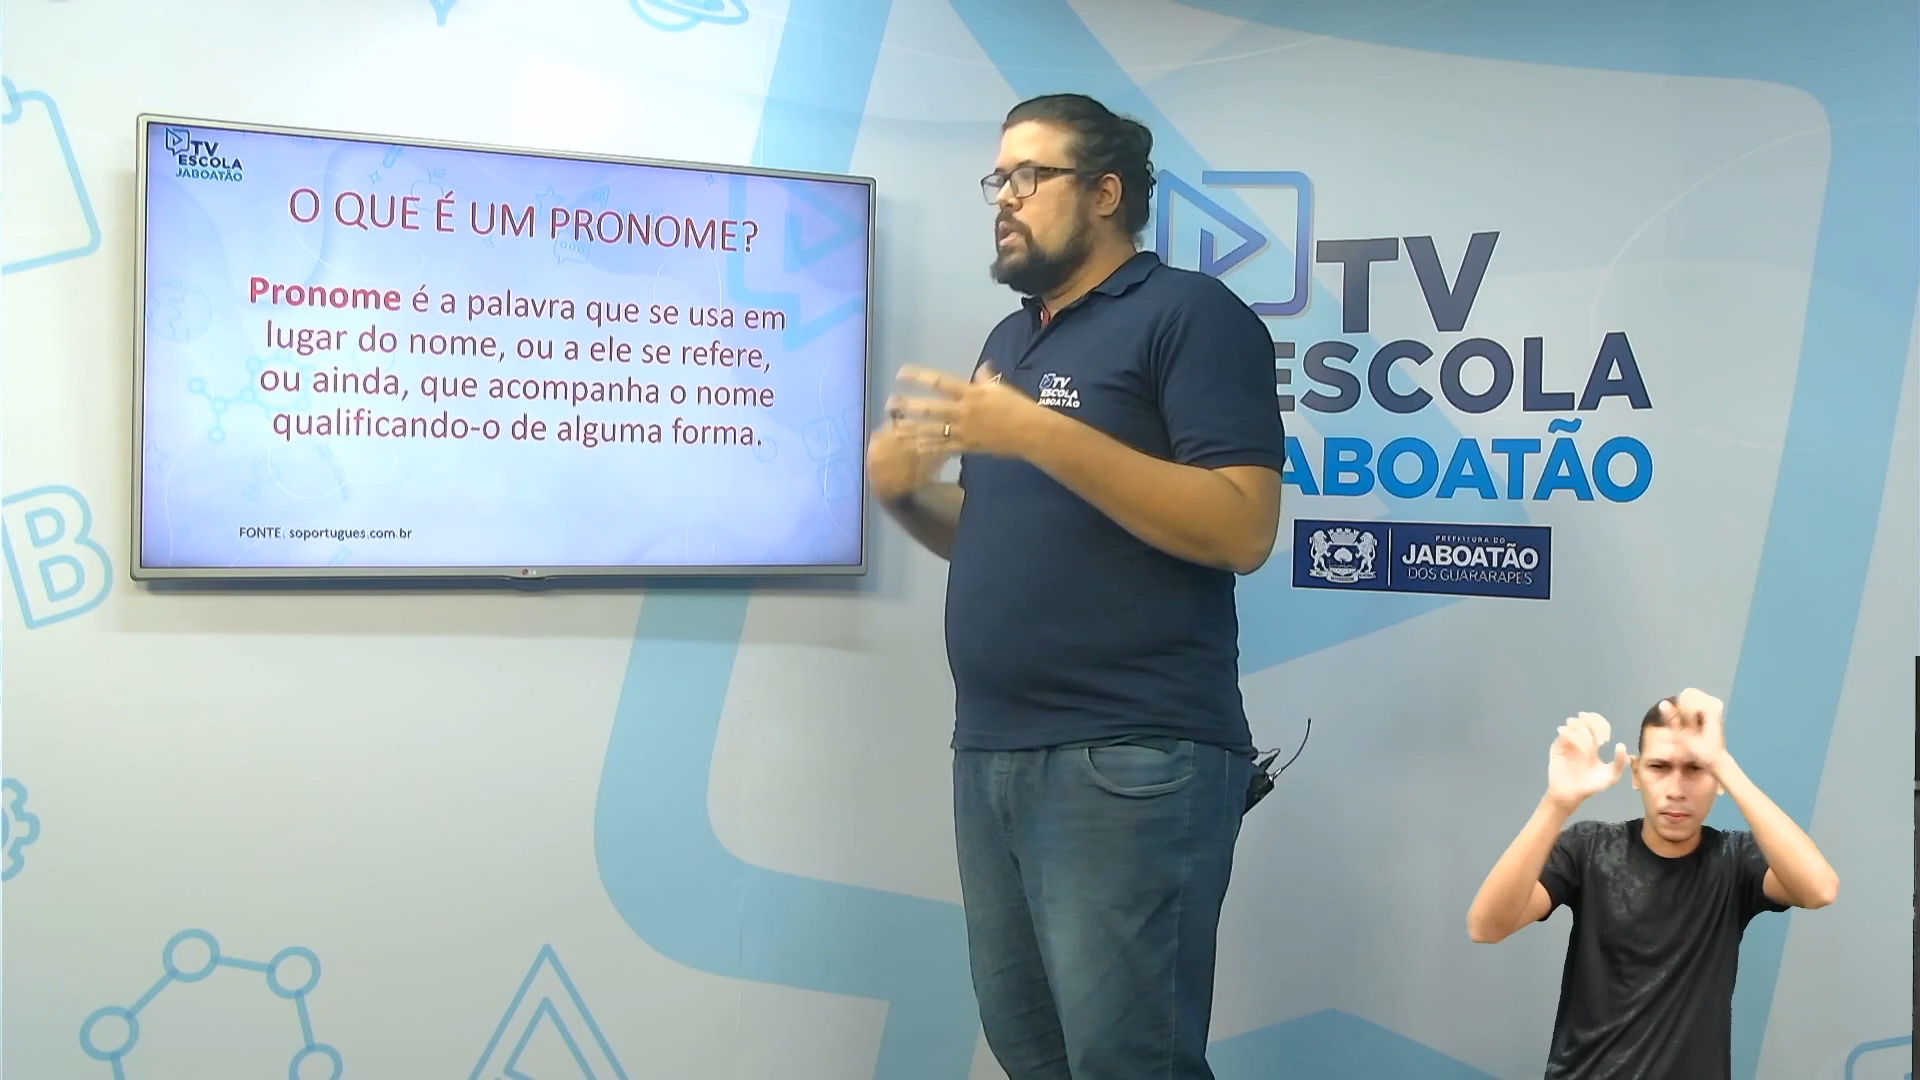 TV
ESCOLA
JABOATÃO
O QUE É UM PRONOME?
Pronome é a palavra que se usa em
lugar do nome, ou a ele se refere,
ou ainda, que acompanha o nome
qualificando-o de alguma forma.
FONTE: soportugues.com.br
TV
ESCOLA
JABOATÃO
TV
ESCOLA
JABOATÃO
PREFEITURA DO
JABOATÃO
DOS GUARARAPES
B